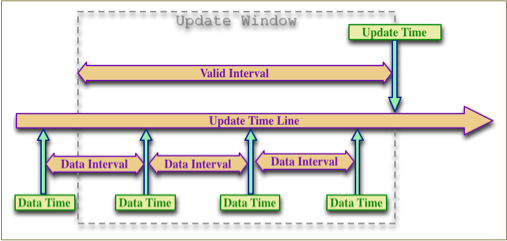 Update Window
Update Time
Valid Interval
Update Time Line
Data Interval
Data Interval
Data Interval
Data Time
Data Time
Data Time
Data Time